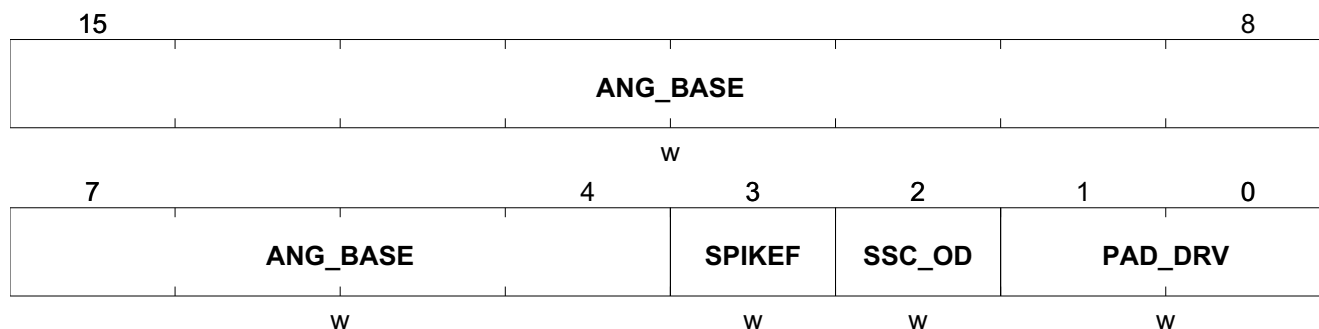 15 8
ANG_BASE
w
7 4 3 2 1 0
ANG_BASE SPIKEF SSC_OD PAD_DRV
w w w w